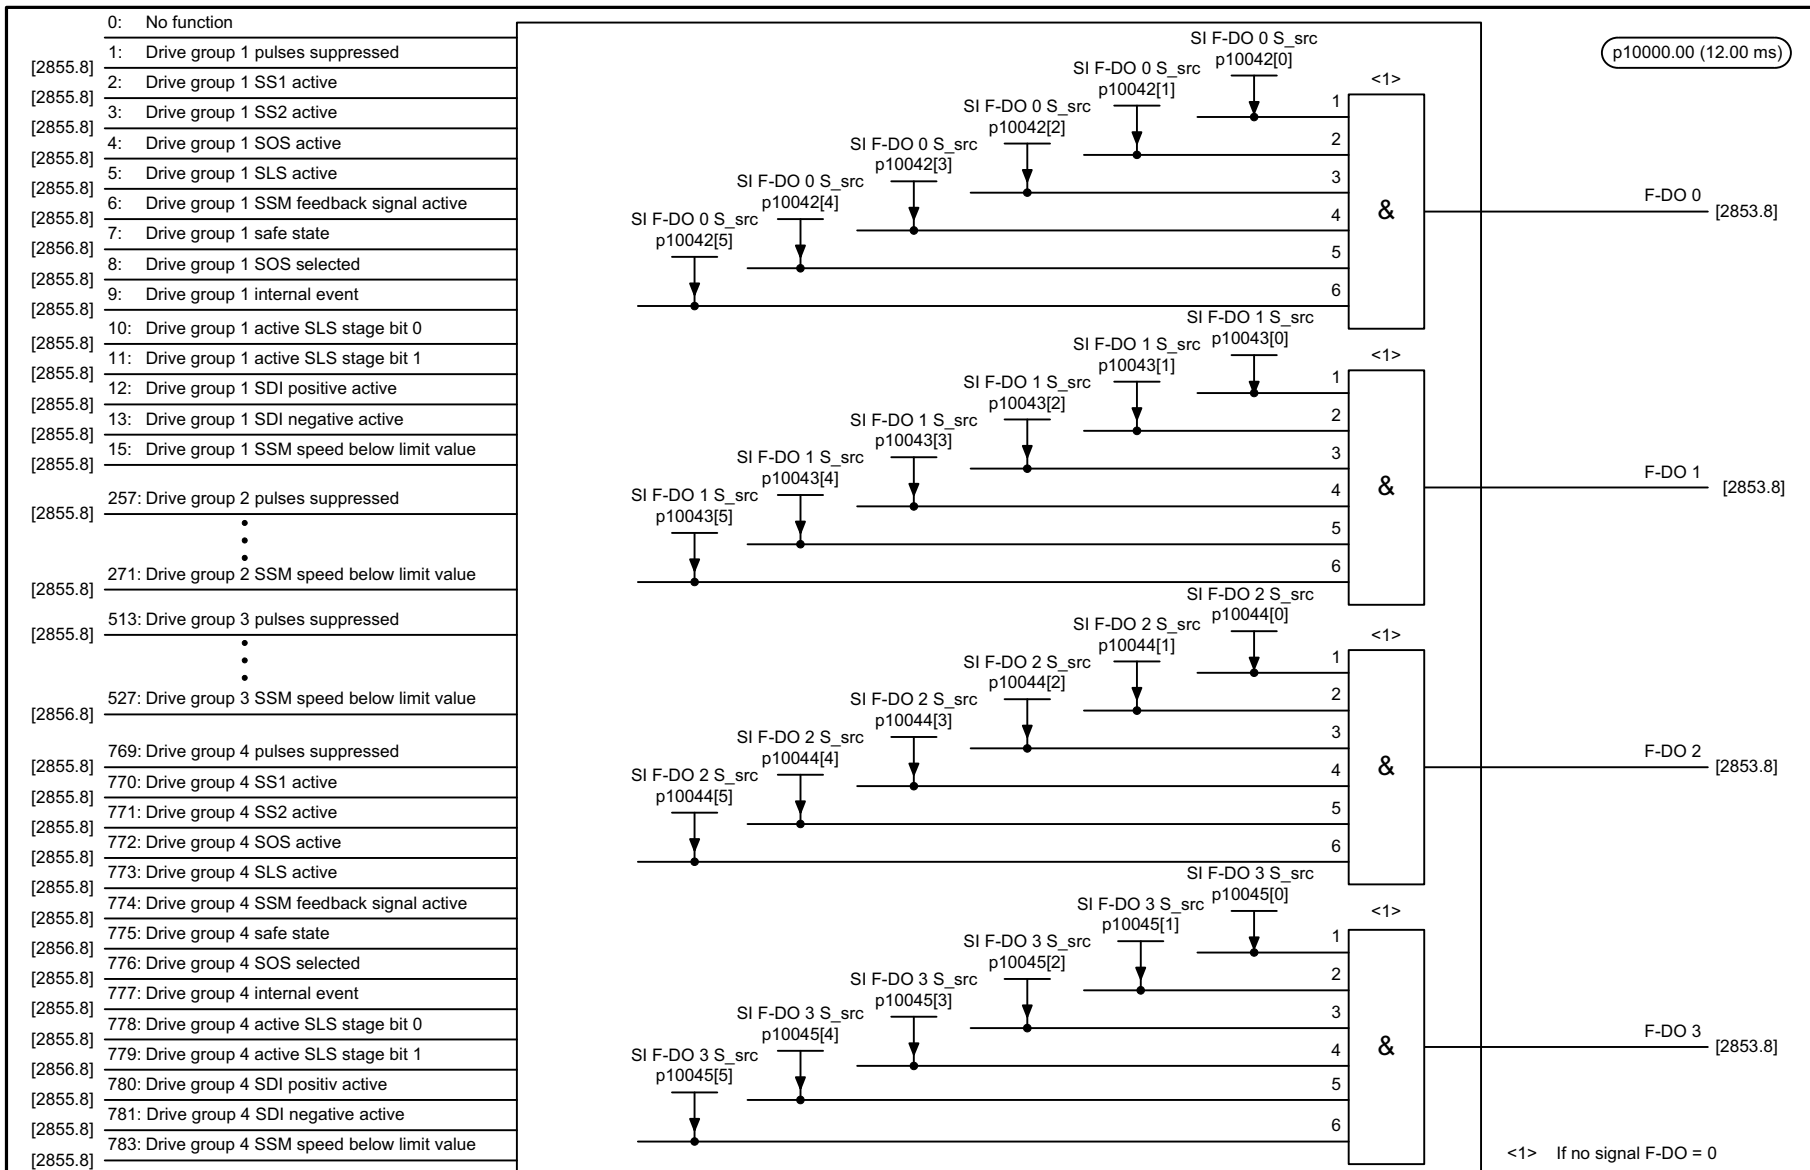 0: No function
1: Drive group 1 pulses suppressed
[2855.8]
2: Drive group 1 SS1 active
[2855.8]
3: Drive group 1 SS2 active
[2855.8]
4: Drive group 1 SOS active
[2855.8]
5: Drive group 1 SLS active
[2855.8]
6: Drive group 1 SSM feedback signal active
[2855.8]
7: Drive group 1 safe state
[2856.8]
8: Drive group 1 SOS selected
[2855.8]
9: Drive group 1 internal event
[2855.8]
10: Drive group 1 active SLS stage bit 0
[2855.8]
11: Drive group 1 active SLS stage bit 1
[2855.8]
12: Drive group 1 SDI positive active
[2855.8]
13: Drive group 1 SDI negative active
[2855.8]
15: Drive group 1 SSM speed below limit value
[2855.8]
257: Drive group 2 pulses suppressed
[2855.8]
271: Drive group 2 SSM speed below limit value
[2855.8]
513: Drive group 3 pulses suppressed
[2855.8]
527: Drive group 3 SSM speed below limit value
[2856.8]
769: Drive group 4 pulses suppressed
[2855.8]
770: Drive group 4 SS1 active
[2855.8]
771: Drive group 4 SS2 active
[2855.8]
772: Drive group 4 SOS active
[2855.8]
773: Drive group 4 SLS active
[2855.8]
774: Drive group 4 SSM feedback signal active
[2855.8]
775: Drive group 4 safe state
[2856.8]
776: Drive group 4 SOS selected
[2855.8]
777: Drive group 4 internal event
[2855.8]
778: Drive group 4 active SLS stage bit 0
[2855.8]
779: Drive group 4 active SLS stage bit 1
[2856.8]
780: Drive group 4 SDI positiv active
[2855.8]
781: Drive group 4 SDI negative active
[2855.8]
783: Drive group 4 SSM speed below limit value
[2855.8]
p10000.00 (12.00 ms)
SI F-DO 0 S_src
p10042[0]
SI F-DO 0 S_src
p10042[1]
SI F-DO 0 S_src
p10042[2]
SI F-DO 0 S_src
p10042[3]
SI F-DO 0 S_src
p10042[4]
SI F-DO 0 S_src
p10042[5]
<1>
1
2
3
4
5
6
&
F-DO 0
[2853.8]
SI F-DO 1 S_src
p10043[0]
SI F-DO 1 S_src
p10043[1]
SI F-DO 1 S_src
p10043[2]
SI F-DO 1 S_src
p10043[3]
SI F-DO 1 S_src
p10043[4]
SI F-DO 1 S_src
p10043[5]
<1>
1
2
3
4
5
6
&
F-DO 1
[2853.8]
SI F-DO 2 S_src
p10044[0]
SI F-DO 2 S_src
p10044[1]
SI F-DO 2 S_src
p10044[2]
SI F-DO 2 S_src
p10044[3]
SI F-DO 2 S_src
p10044[4]
SI F-DO 2 S_src
p10044[5]
<1>
1
2
3
4
5
6
&
F-DO 2
[2853.8]
SI F-DO 3 S_src
p10045[0]
SI F-DO 3 S_src
p10045[1]
SI F-DO 3 S_src
p10045[2]
SI F-DO 3 S_src
p10045[3]
SI F-DO 3 S_src
p10045[4]
SI F-DO 3 S_src
p10045[5]
<1>
1
2
3
4
5
6
&
F-DO 3
[2853.8]
<1> If no signal F-DO = 0